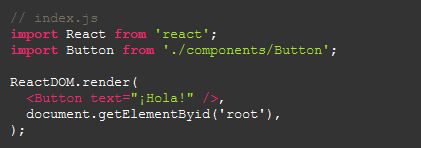 // index.js
import React from 'react';
import Button from './components/Button';
ReactDOM.render(
<Button text="¡Hola!" />,
document.getElementByid('root'),
);